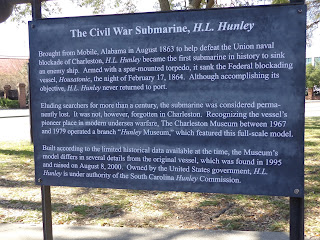 The Civil War Submarine, H.L. Hunley
Brought from Mobile, Alabama in August 1863 to help defeat the Union naval
blockade of Charleston, H.L. Hunley became the first submarine in history to sink
an enemy ship. Armed with a spar-mounted torpedo, it sank the Federal blockading
vessel, Housatonic, the night of February 17, 1864. Although accomplishing its
objective, H.L. Hunley never returned to port.
Eluding searchers for more than a century, the submarine was considered perma-
nently lost. It was not, however, forgotten in Charleston. Recognizing the vessel's
pioneer place in modern undersea warfare, The Charleston Museum between 1967
and 1979 operated a branch "Hunley Museum," which featured this full-scale model.
Built according to the limited historical data available at the time, the Museum's
model differs in several details from the original vessel, which was found in 1995
and raised on August 8, 2000. Owned by the United States government, H.L.
Hunley is under authority of the South Carolina Hunley Commission.